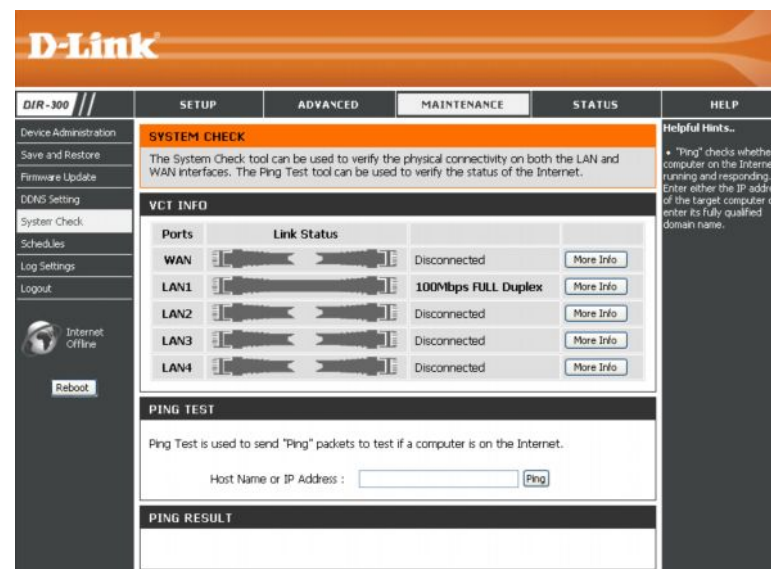 D-Link
DIR-300
SETUP
ADVANCED
MAINTENANCE
STATUS
HELP
Device Administration
Save and Restore
Firmware Update
DDNS Setting
System Check
Schedules
Log Settings
Logout
Internet
Offline
Reboot
SYSTEM CHECK
The System Check tool can be used to verify the physical connectivity on both the LAN and
WAN interfaces. The Ping Test tool can be used to verify the status of the Internet.
VCT INFO
Ports Link Status
WAN Disconnected More Info
LAN1 100Mbps FULL Duplex More Info
LAN2 Disconnected More Info
LAN3 Disconnected More Info
LAN4 Disconnected More Info
PING TEST
Ping Test is used to send "Ping" packets to test if a computer is on the Internet.
Host Name or IP Address : Ping
PING RESULT
Helpful Hints..
• "Ping" checks whethe
computer on the Interne
running and responding.
Enter either the IP addre
of the target computer o
enter its fully qualified
domain name.